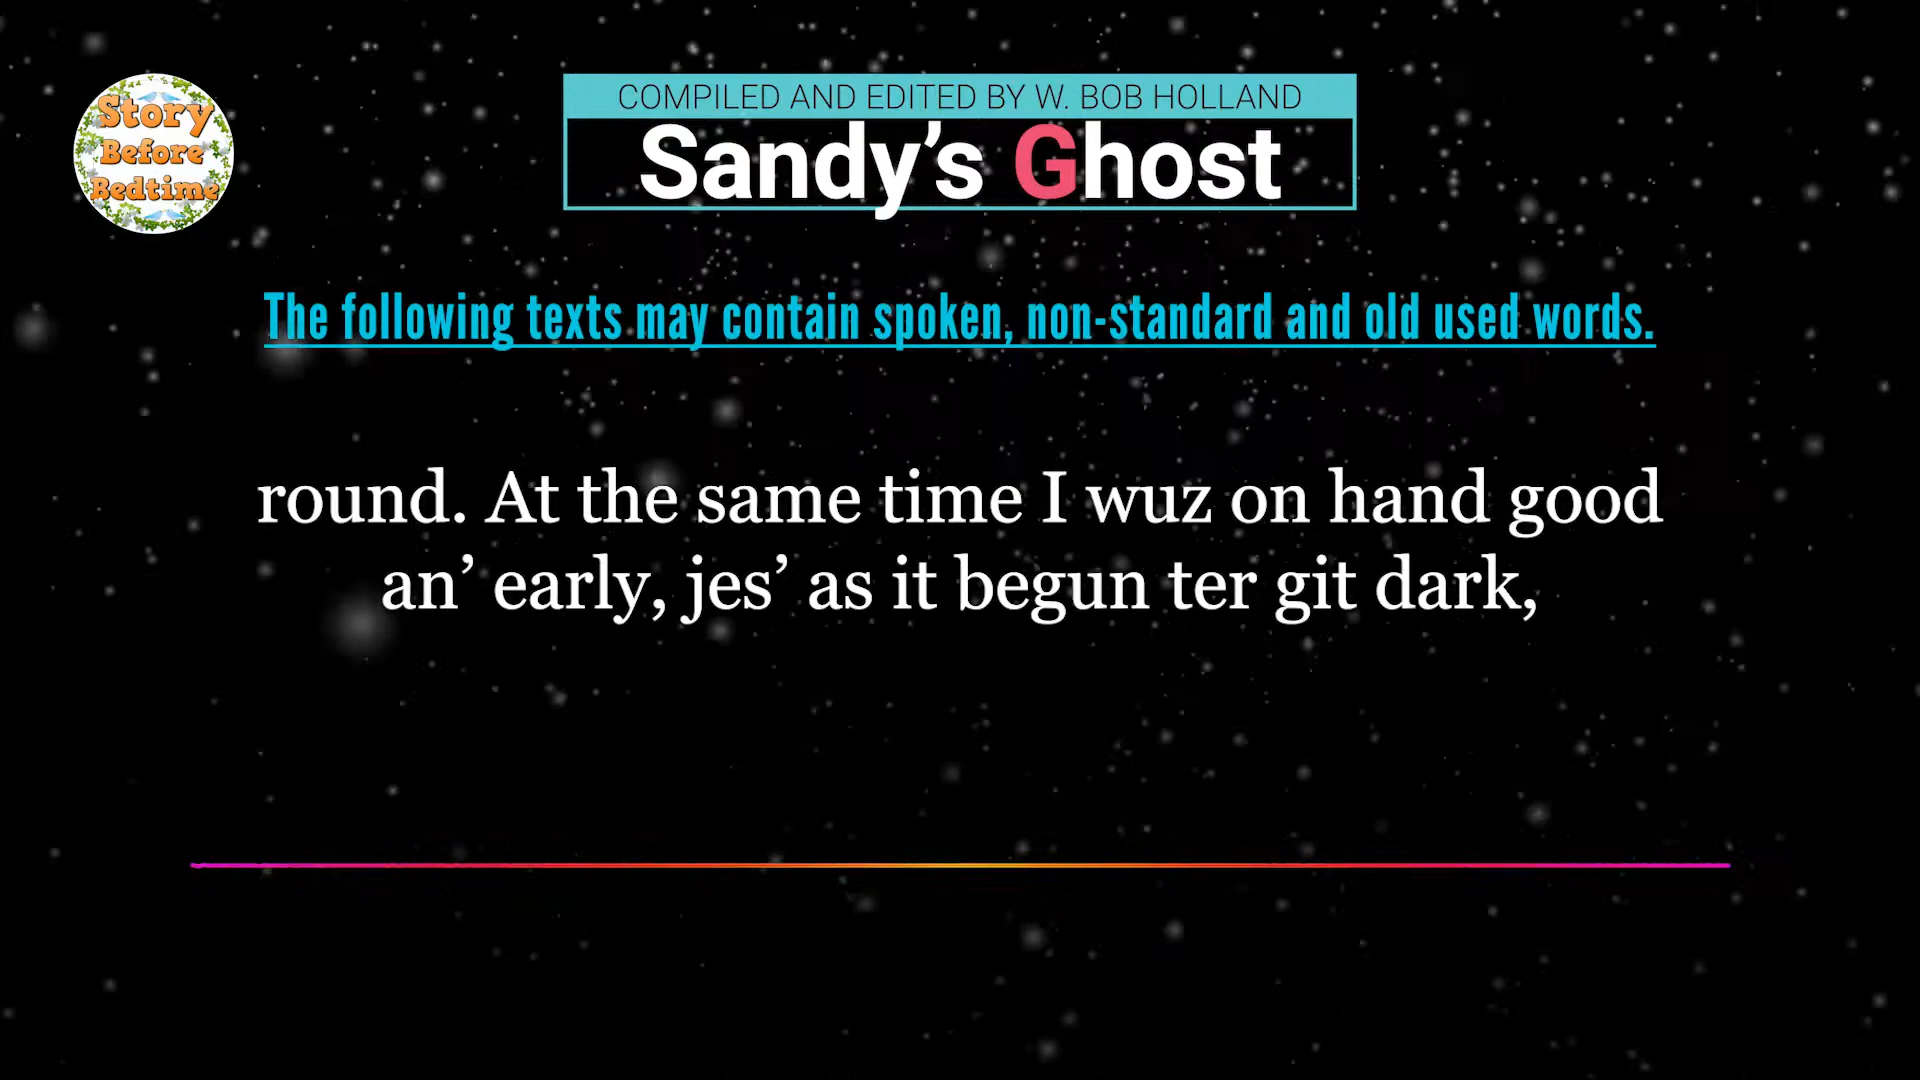 Story
Before
Bedtime
COMPILED AND EDITED BY W. BOB HOLLAND
Sandy’s Ghost
The following texts may contain spoken, non-standard and old used words.
round. At the same time I wuz on hand good
an’ early, jes’ as it begun ter git dark,